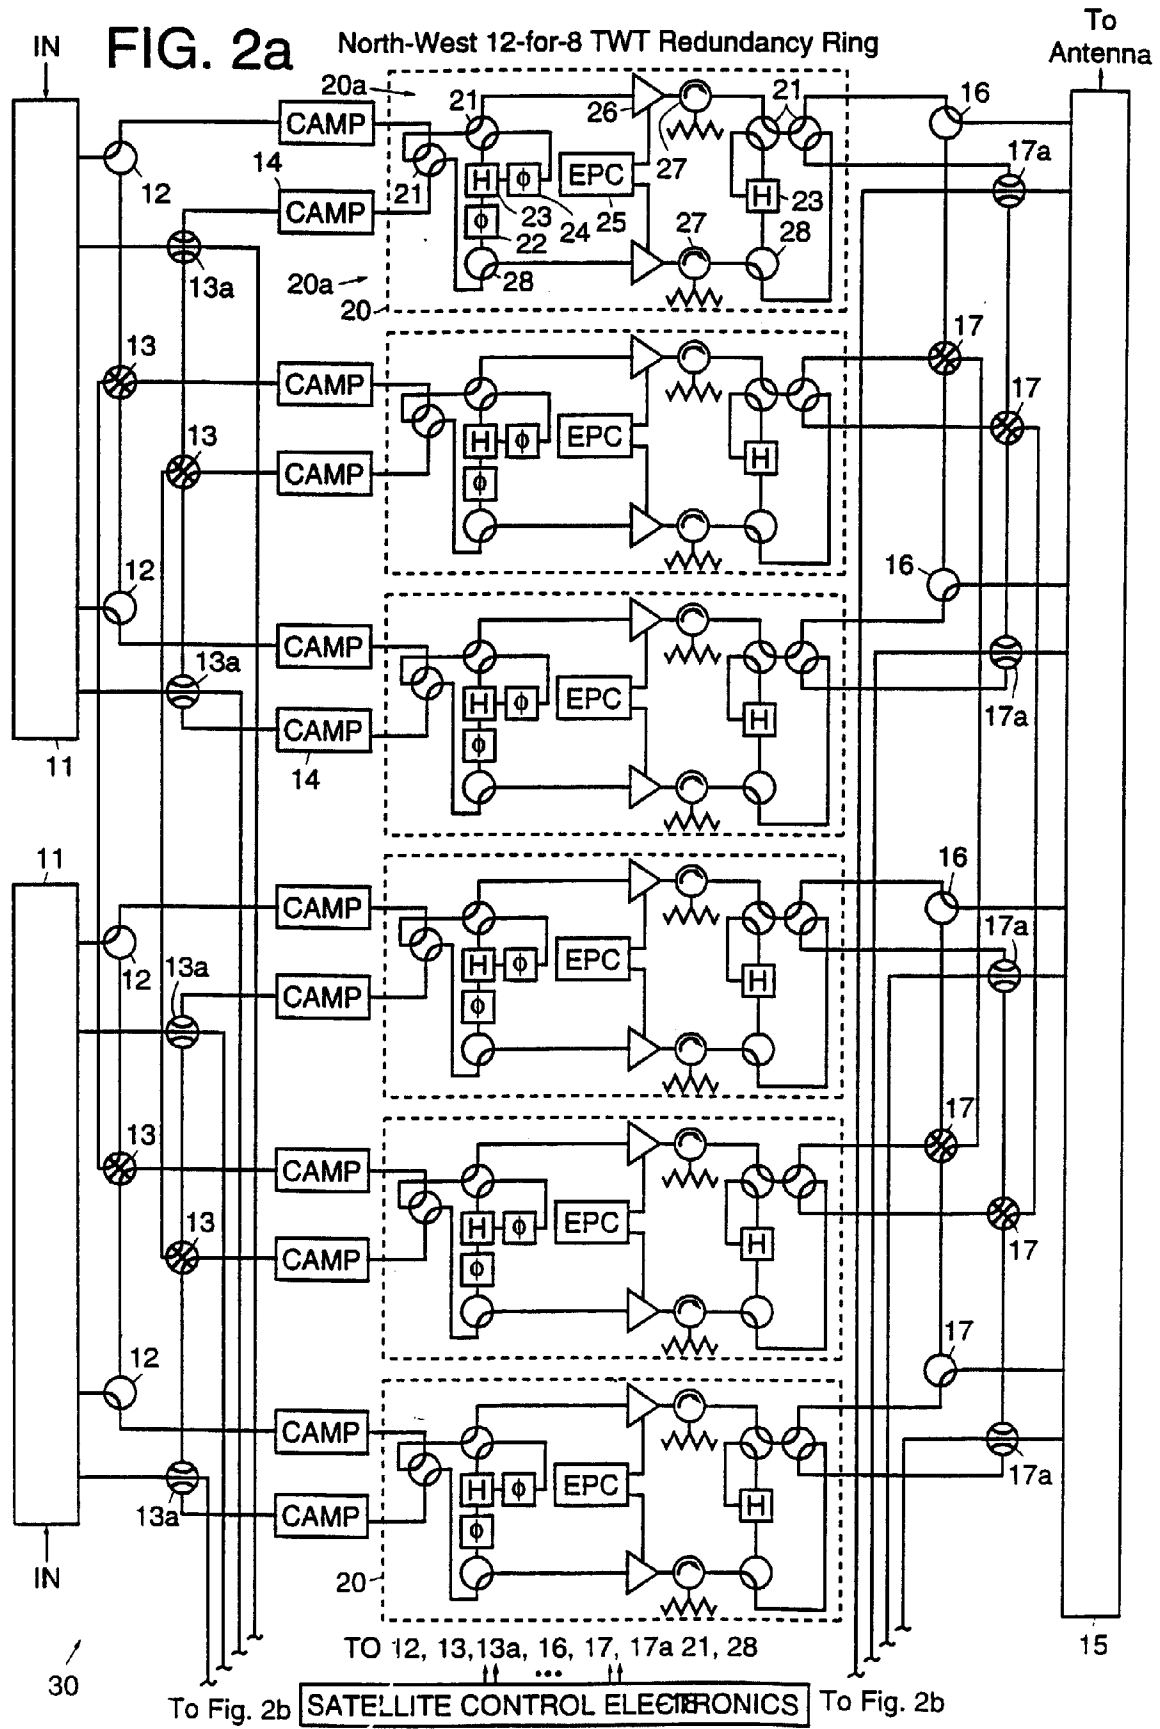 IN
FIG. 2a
North-West 12-for-8 TWT Redundancy Ring
To
Antenna
20a
21
26
21
16
CAMP
12
14
CAMP
21
H
ϕ
EPC
27
H
17a
23
23
ϕ
22
24
25
27
28
13a
20a
28
20
13
CAMP
17
H
ϕ
EPC
17
13
CAMP
H
ϕ
12
16
CAMP
13a
H
ϕ
EPC
H
17a
CAMP
ϕ
14
11
11
16
CAMP
12
17a
13a
H
ϕ
EPC
H
CAMP
ϕ
17
13
CAMP
13
H
ϕ
EPC
H
17
CAMP
ϕ
17
12
CAMP
17a
H
ϕ
EPC
H
13a
CAMP
ϕ
IN
20
30
TO 12, 13, 13a, 16, 17, 17a 21, 28
...
15
To Fig. 2b
SATELLITE CONTROL ELECTRONICS
To Fig. 2b